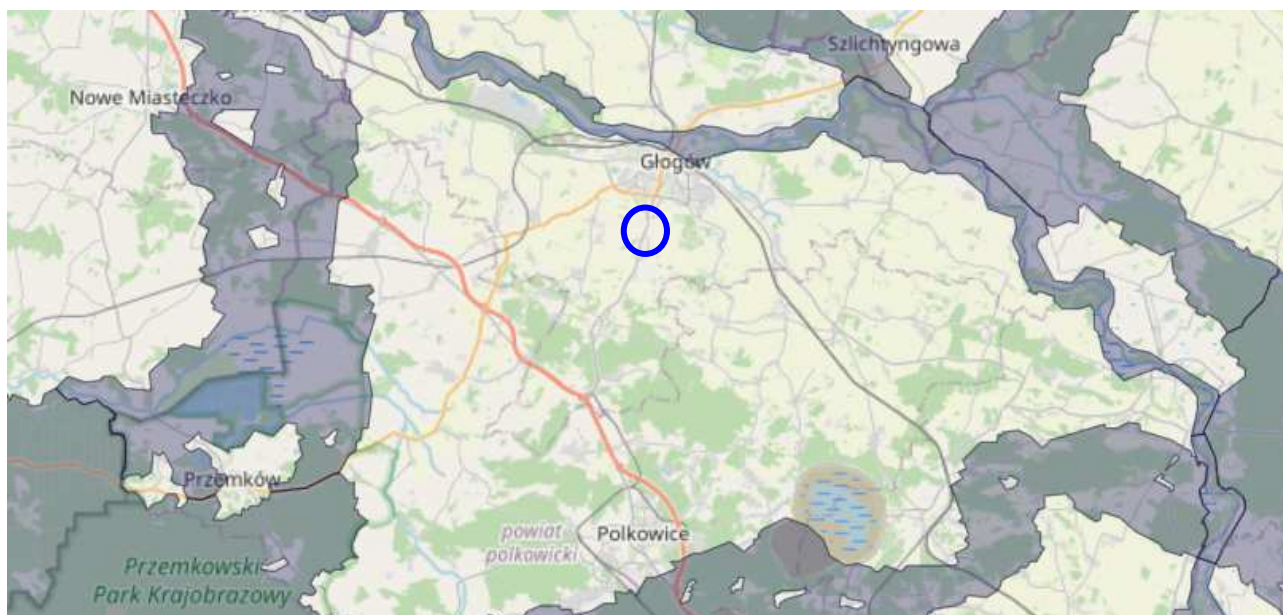 Szlichtyngowa
Nowe Miasteczko
Głogów
Przemków
powiat
polkowicki
Polkowice
Przemkowski
Park Krajobrazowy